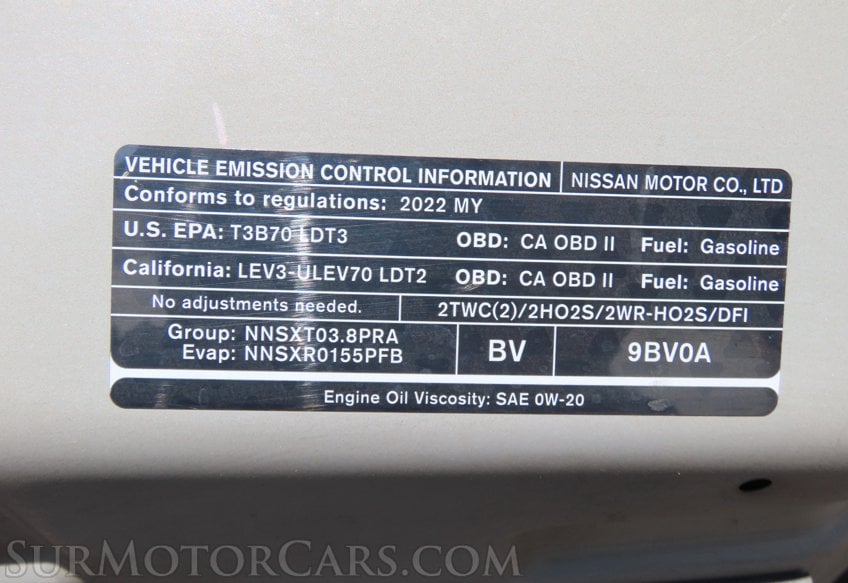 VEHICLE EMISSION CONTROL INFORMATION NISSAN MOTOR CO., LTD
Conforms to regulations: 2022 MY
U.S. EPA: T3B70 LDT3 OBD: CA OBD II Fuel: Gasoline
California: LEV3-ULEV70 LDT2 OBD: CA OBD II Fuel: Gasoline
No adjustments needed. 2TWC(2)/2HO2S/2WR-HO2S/DFI
Group: NNSXT03.8PRA
Evap: NNSXR0155PFB
BV 9BV0A
Engine Oil Viscosity: SAE 0W-20
SurMotorCars.com